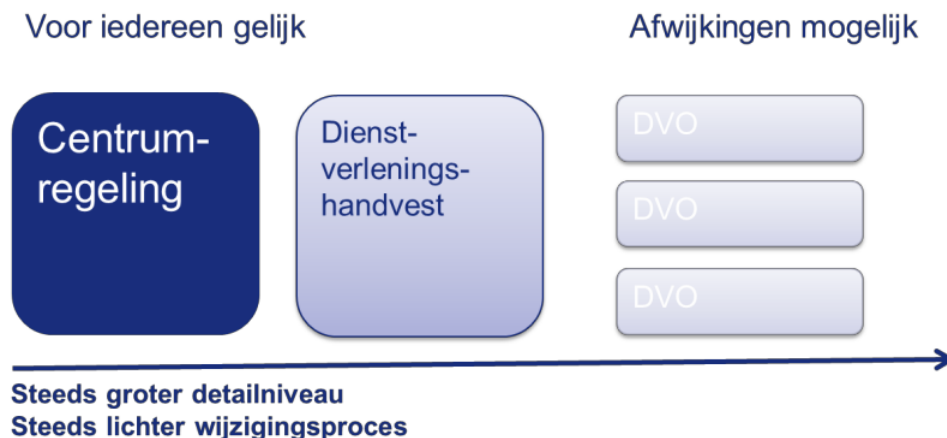 Voor iedereen gelijk
Afwijkingen mogelijk
Centrum-
regeling
Dienst-
verlenings-
handvest
DVO
DVO
DVO
Steeds groter detailniveau
Steeds lichter wijzigingsproces